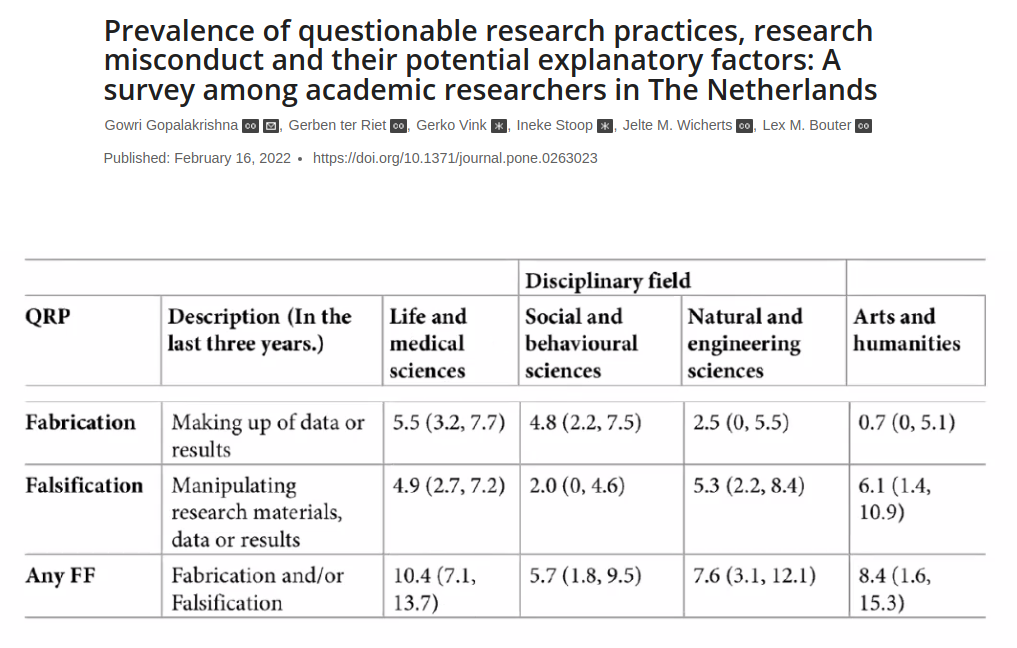 Prevalence of questionable research practices, research
misconduct and their potential explanatory factors: A
survey among academic researchers in The Netherlands
Gowri Gopalakrishna, Gerben ter Riet, Gerko Vink, Ineke Stoop, Jelte M. Wicherts, Lex M. Bouter
Published: February 16, 2022 • https://doi.org/10.1371/journal.pone.0263023
Disciplinary field
QRP
Description (In the
last three years.)
Life and
medical
sciences
Social and
behavioural
sciences
Natural and
engineering
sciences
Arts and
humanities
Fabrication
Making up of data or
results
5.5 (3.2, 7.7)
4.8 (2.2, 7.5)
2.5 (0, 5.5)
0.7 (0, 5.1)
Falsification
Manipulating
research materials,
data or results
4.9 (2.7, 7.2)
2.0 (0, 4.6)
5.3 (2.2, 8.4)
6.1 (1.4,
10.9)
Any FF
Fabrication and/or
Falsification
10.4 (7.1,
13.7)
5.7 (1.8, 9.5)
7.6 (3.1, 12.1)
8.4 (1.6,
15.3)